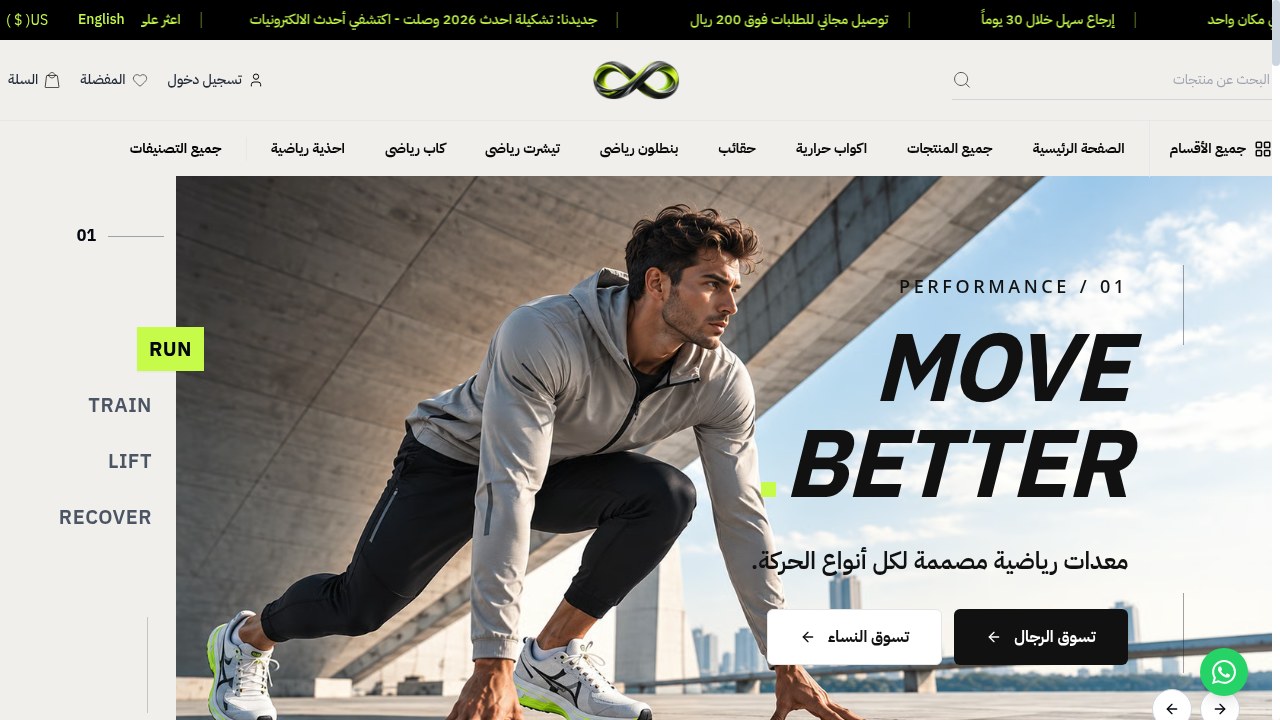 مكان واحد
إرجاع سهل خلال 30 يوماً
توصيل مجاني للطلبات فوق 200 ريال
جديدنا: تشكيلة احدث 2026 وصلت - اكتشفي أحدث الالكترونيات
اعثر على
English
US( $ )
البحث عن منتجات
تسجيل دخول
المفضلة
السلة
جميع الأقسام
الصفحة الرئيسية
جميع المنتجات
اكواب حرارية
حقائب
بنطلون رياضى
تيشرت رياضى
كاب رياضى
احذية رياضية
جميع التصنيفات
PERFORMANCE / 01
MOVE
BETTER.
معدات رياضية مصممة لكل أنواع الحركة.
تسوق الرجال
تسوق النساء
01
RUN
TRAIN
LIFT
RECOVER